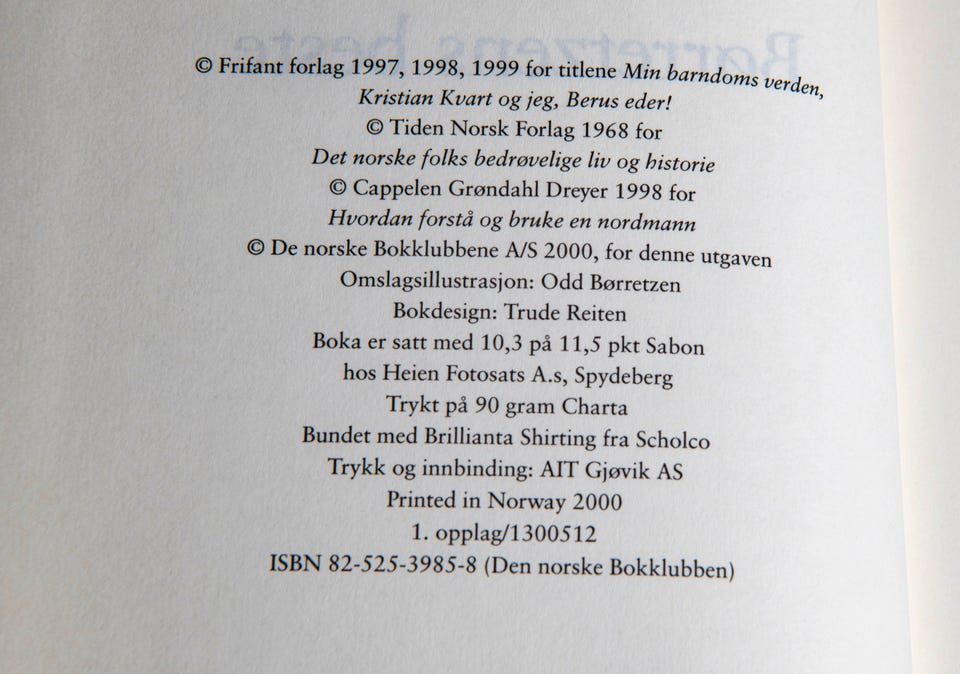 © Frifant forlag 1997, 1998, 1999 for titlene Min barndoms verden,
Kristian Kvart og jeg, Berus eder!
© Tiden Norsk Forlag 1968 for
Det norske folks bedrøvelige liv og historie
© Cappelen Grøndahl Dreyer 1998 for
Hvordan forstå og bruke en nordmann
© De norske Bokklubbene A/S 2000, for denne utgaven
Omslagsillustrasjon: Odd Børretzen
Bokdesign: Trude Reiten
Boka er satt med 10,3 på 11,5 pkt Sabon
hos Heien Fotosats A.s, Spydeberg
Trykt på 90 gram Charta
Bundet med Brillianta Shirting fra Scholco
Trykk og innbinding: AIT Gjøvik AS
Printed in Norway 2000
1. opplag/1300512
ISBN 82-525-3985-8 (Den norske Bokklubben)